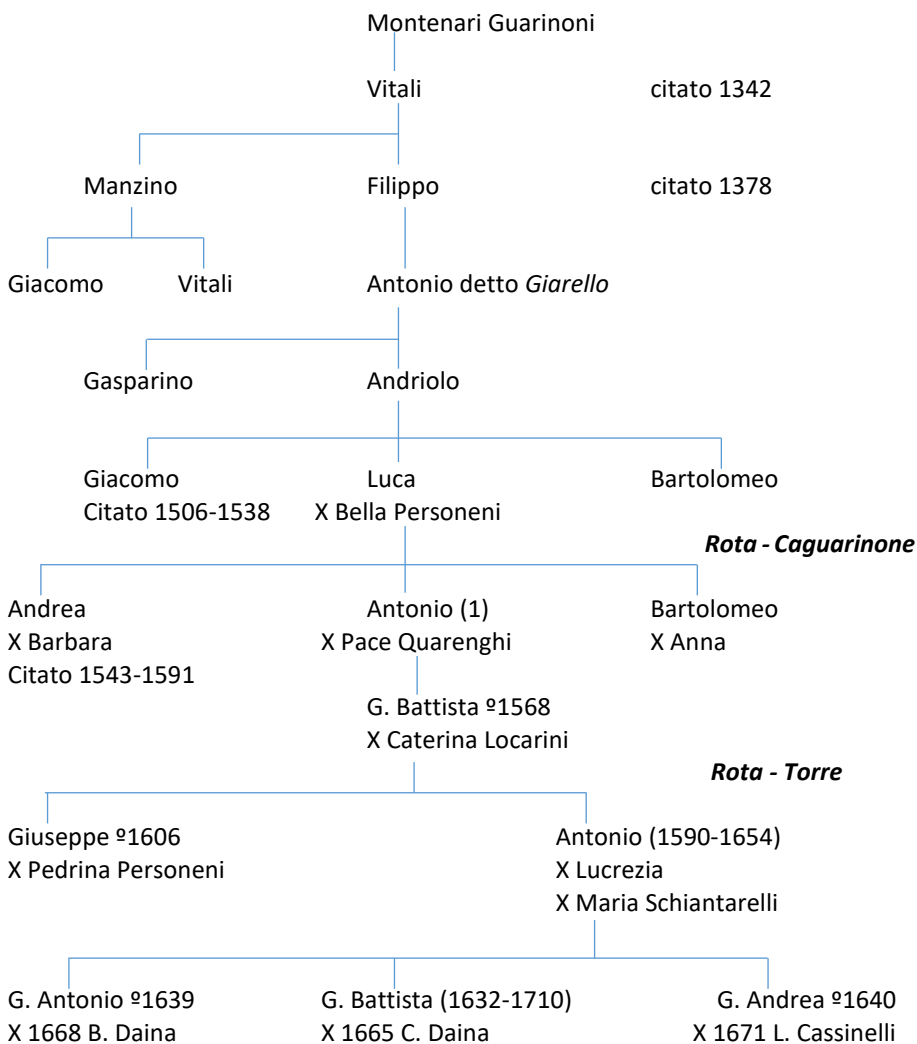 Montenari Guarinoni
Vitali citato 1342
Manzino Filippo citato 1378
Giacomo Vitali Antonio detto Giarello
Gasparino Andriolo
Giacomo Luca Bartolomeo
Citato 1506-1538 X Bella Personeni
Rota - Caguarinone
Andrea Antonio (1) Bartolomeo
X Barbara X Pace Quarenghi X Anna
Citato 1543-1591
G. Battista º1568
X Caterina Locarini
Rota - Torre
Giuseppe º1606 Antonio (1590-1654)
X Pedrina Personeni X Lucrezia
X Maria Schiantarelli
G. Antonio º1639 G. Battista (1632-1710) G. Andrea º1640
X 1668 B. Daina X 1665 C. Daina X 1671 L. Cassinelli